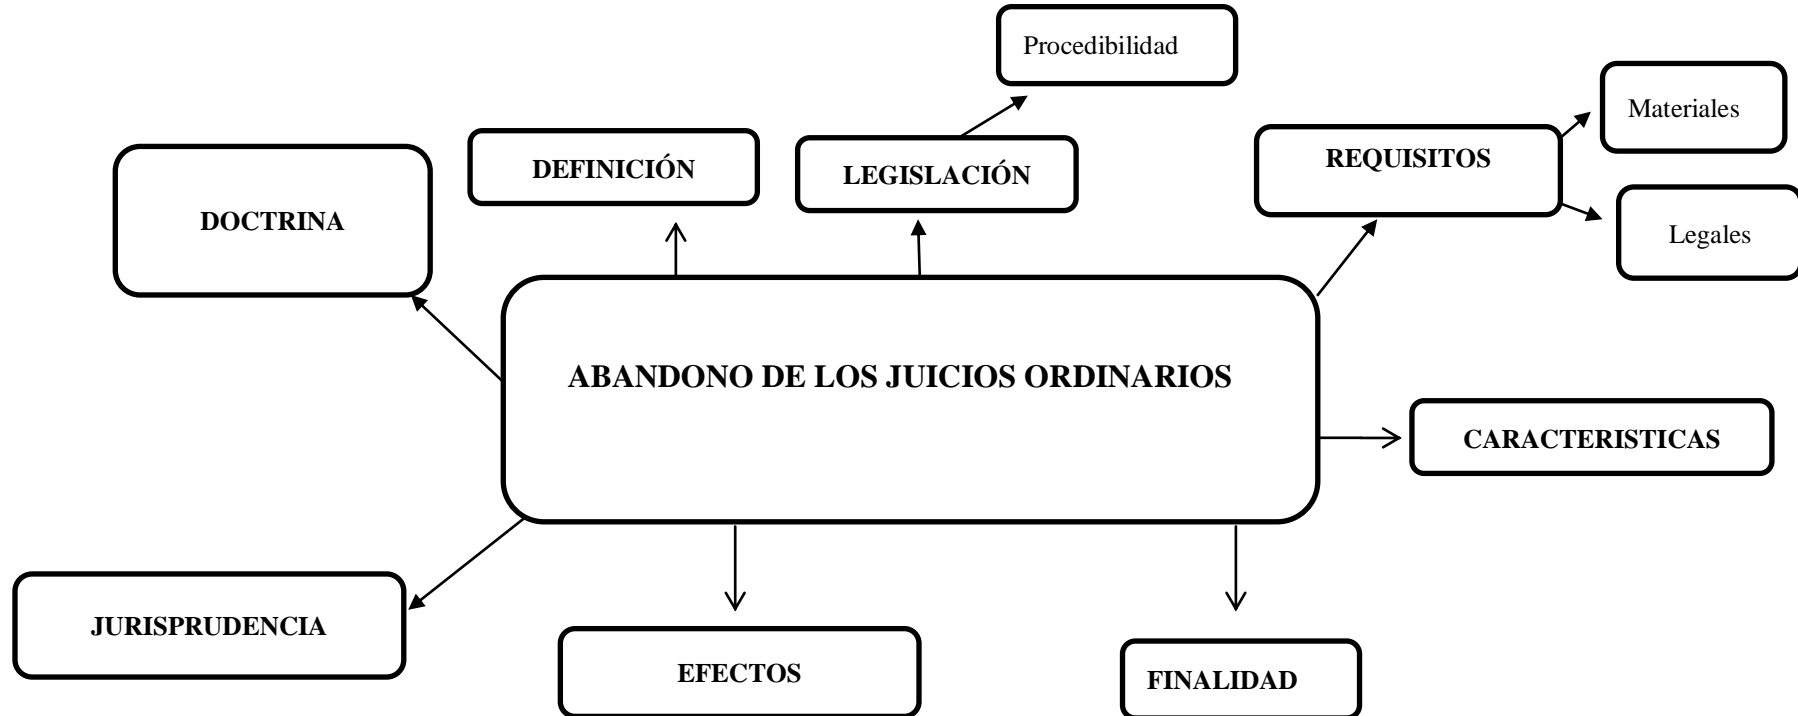 Procedibilidad
Materiales
REQUISITOS
DEFINICIÓN
LEGISLACIÓN
DOCTRINA
Legales
ABANDONO DE LOS JUICIOS ORDINARIOS
CARACTERISTICAS
JURISPRUDENCIA
EFECTOS
FINALIDAD